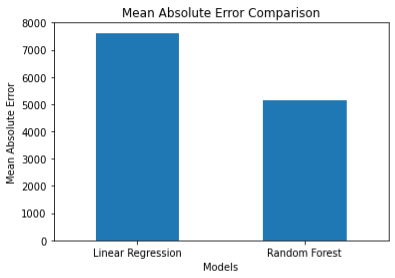 Mean Absolute Error Comparison
8000
7000
6000
5000
4000
3000
2000
1000
0
Mean Absolute Error
Linear Regression
Random Forest
Models